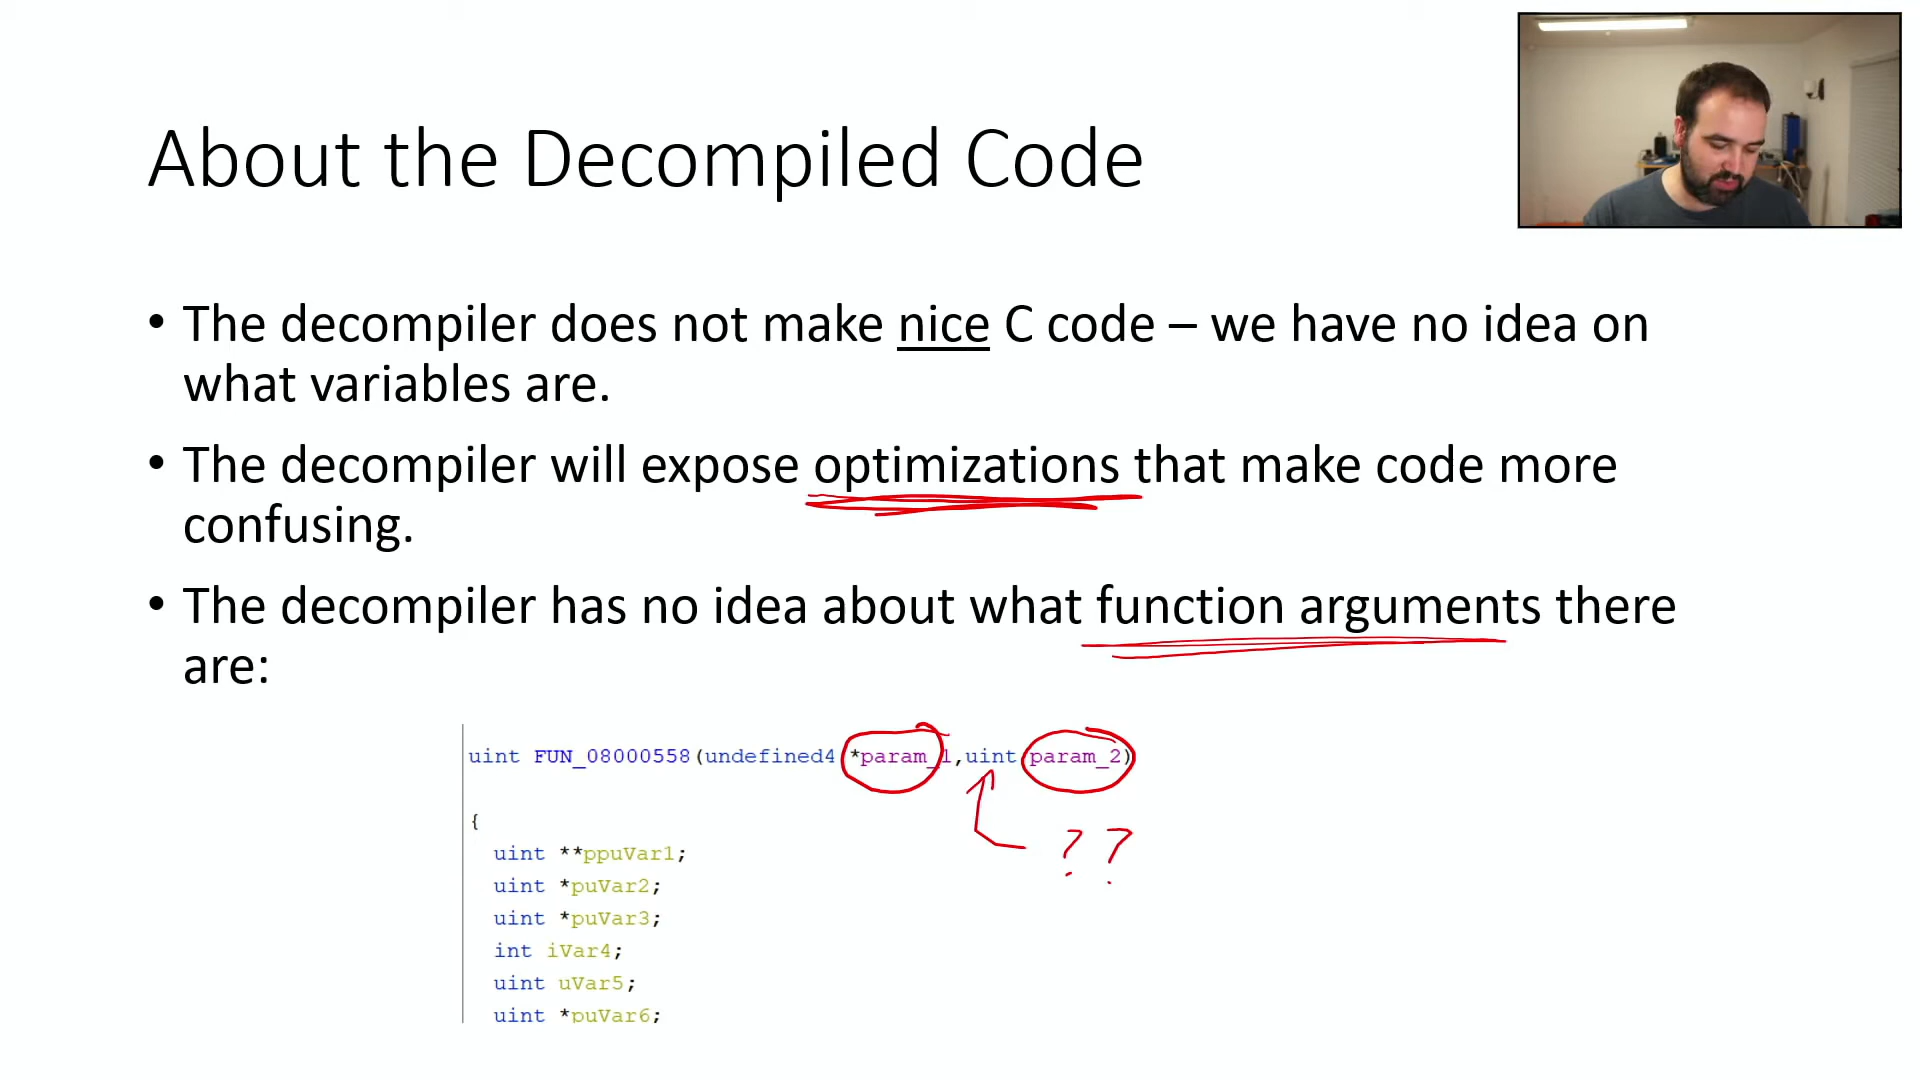 About the Decompiled Code
• The decompiler does not make nice C code – we have no idea on
what variables are.
• The decompiler will expose optimizations that make code more
confusing.
• The decompiler has no idea about what function arguments there
are:
uint FUN_08000558(undefined4 *param_1,uint param_2)
{
? ?
uint **ppuVar1;
uint *puVar2;
uint *puVar3;
int iVar4;
uint uVar5;
uint *puVar6;